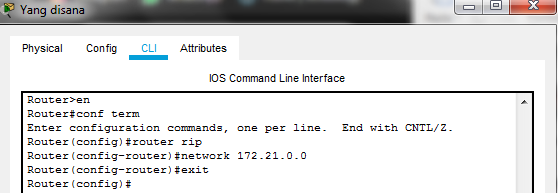 Yang disana
Physical Config CLI Attributes
IOS Command Line Interface
Router>en
Router#conf term
Enter configuration commands, one per line.  End with CNTL/Z.
Router(config)#router rip
Router(config-router)#network 172.21.0.0
Router(config-router)#exit
Router(config)#